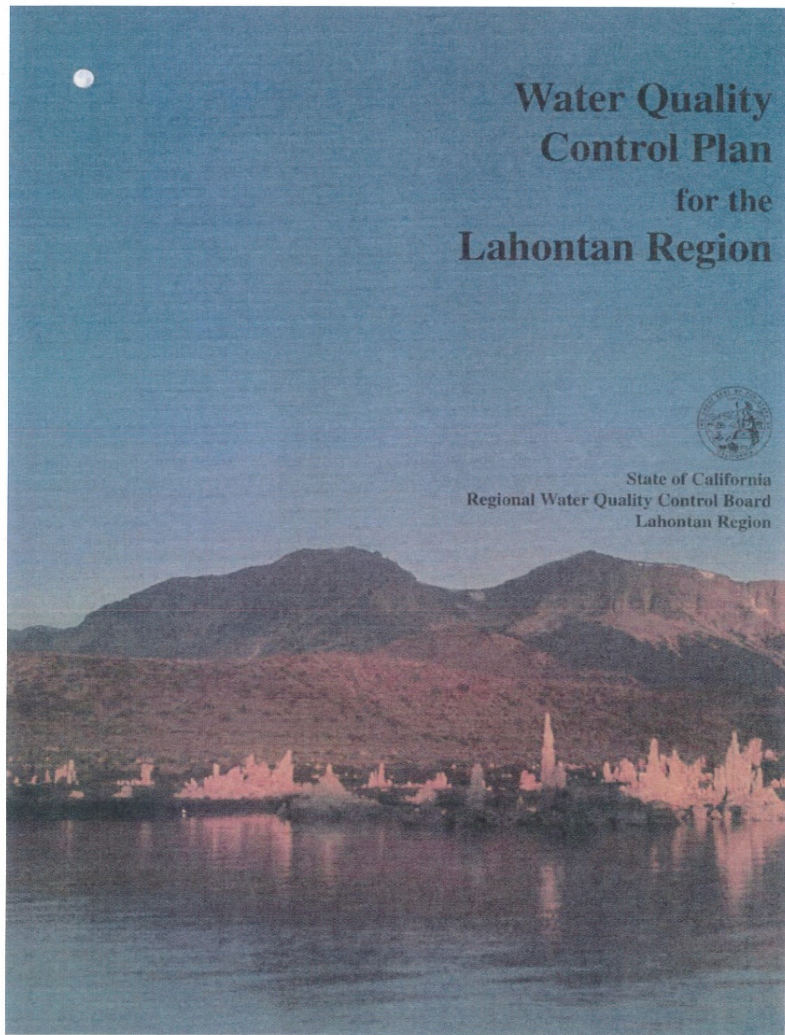 Water Quality
Control Plan
for the
Lahontan Region
State of California
Regional Water Quality Control Board
Lahontan Region